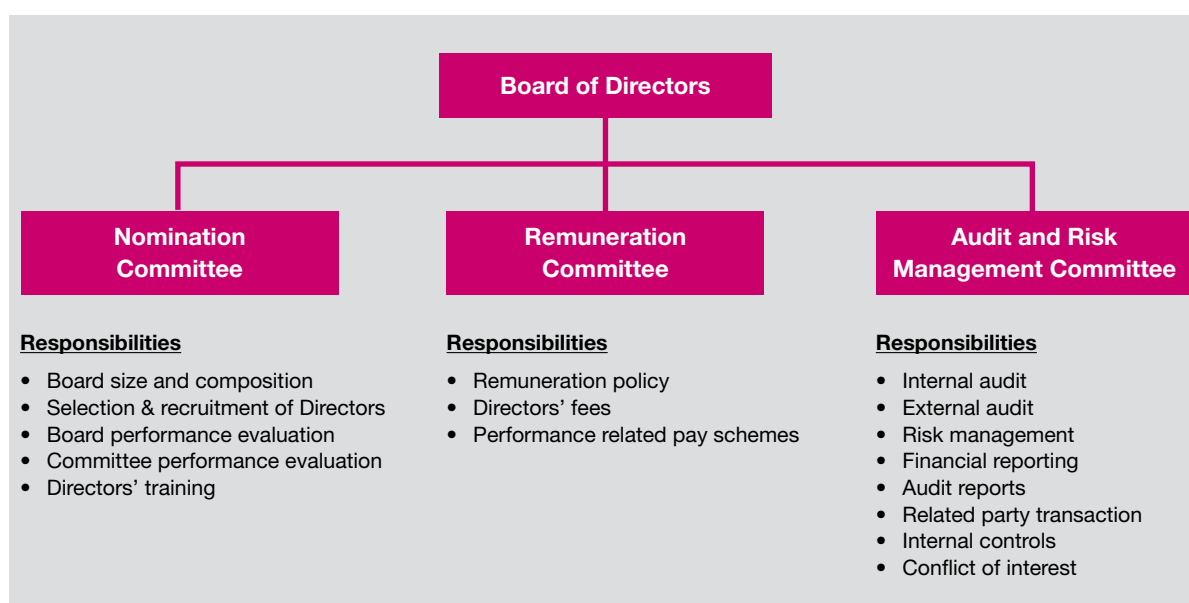 Board of Directors
Nomination
Committee
Responsibilities
• Board size and composition
• Selection & recruitment of Directors
• Board performance evaluation
• Committee performance evaluation
• Directors’ training
Remuneration
Committee
Responsibilities
• Remuneration policy
• Directors’ fees
• Performance related pay schemes
Audit and Risk
Management Committee
Responsibilities
• Internal audit
• External audit
• Risk management
• Financial reporting
• Audit reports
• Related party transaction
• Internal controls
• Conflict of interest